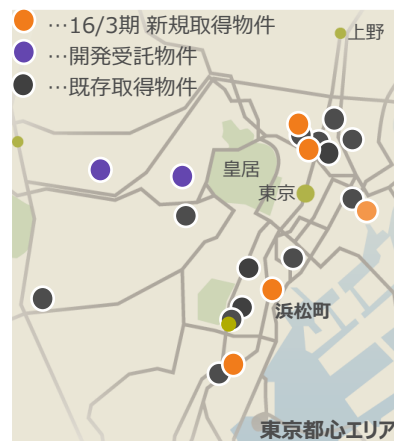 …16/3期 新規取得物件
…開発受託物件
…既存取得物件
上野
皇居
東京
浜松町
東京都心エリア